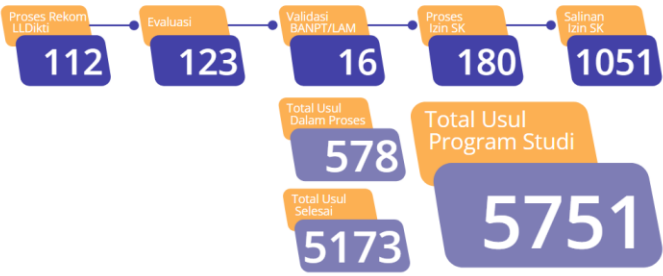 Proses Rekom
LLDikti
112
Evaluasi
123
Validasi
BANPT/LAM
16
Proses
Izin SK
180
Salinan
Izin SK
1051
Total Usul
Dalam Proses
578
Total Usul
Selesai
5173
Total Usul
Program Studi
5751